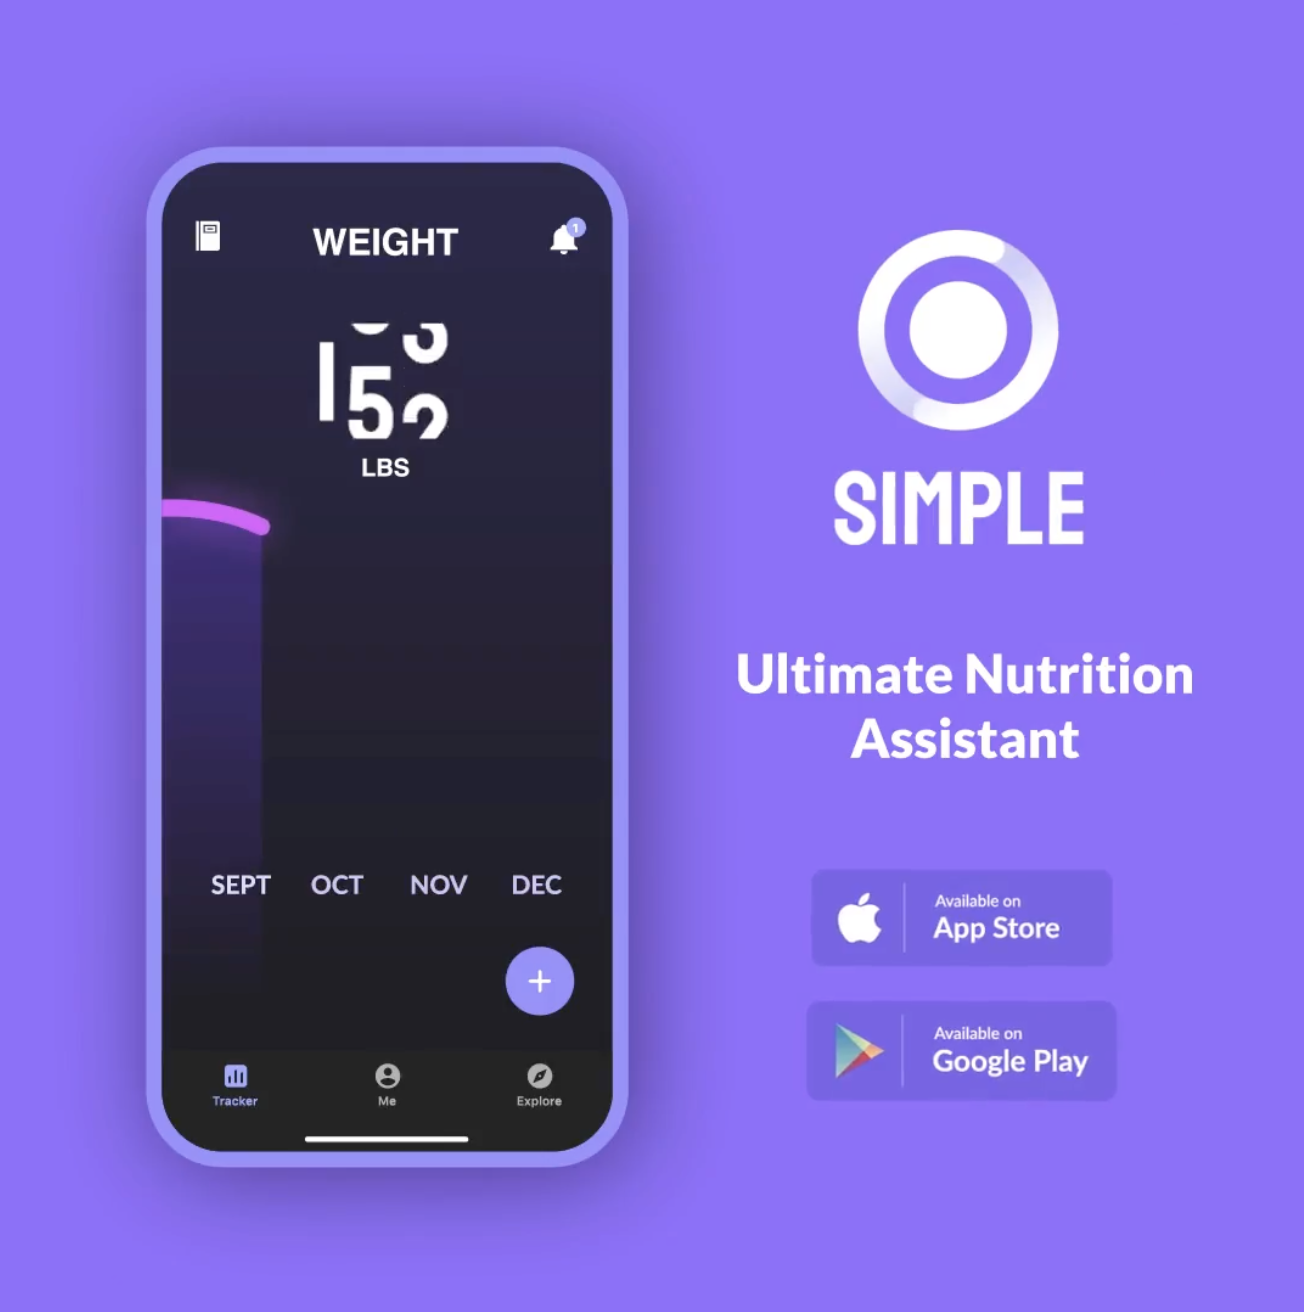 WEIGHT
1
15
LBS
SEPT OCT NOV DEC
Tracker Me Explore
SIMPLE
Ultimate Nutrition
Assistant
Available on
App Store
Available on
Google Play